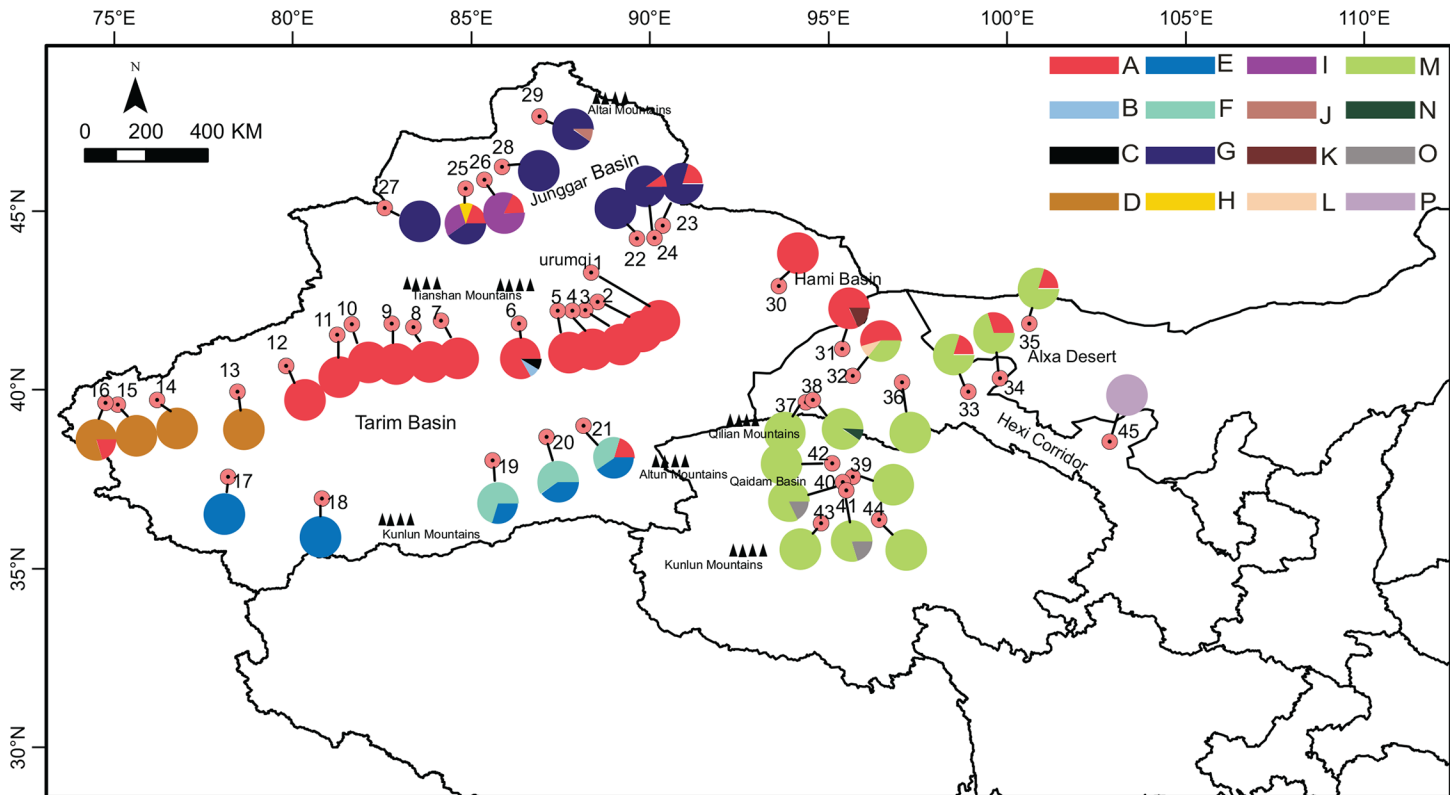 75°E 80°E 85°E 90°E 95°E 100°E 105°E 110°E
N
0 200 400 KM
A E I M
B F J N
C G K O
D H L P
45°N
40°N
35°N
30°N
29
Altai Mountains
28
26
25
27
Junggar Basin
23
24
22
urumqi 1
Hami Basin
30
Tianshan Mountains
2
3
4
5
6
7
8
9
10
11
12
13
14
15
16
31
32
35
Alxa Desert
34
33
36
38
37
Tarim Basin
Hexi Corridor
45
Qilian Mountains
21
20
19
42
39
Altun Mountains
Qaidam Basin
40
41
17
18
43
44
Kunlun Mountains
Kunlun Mountains